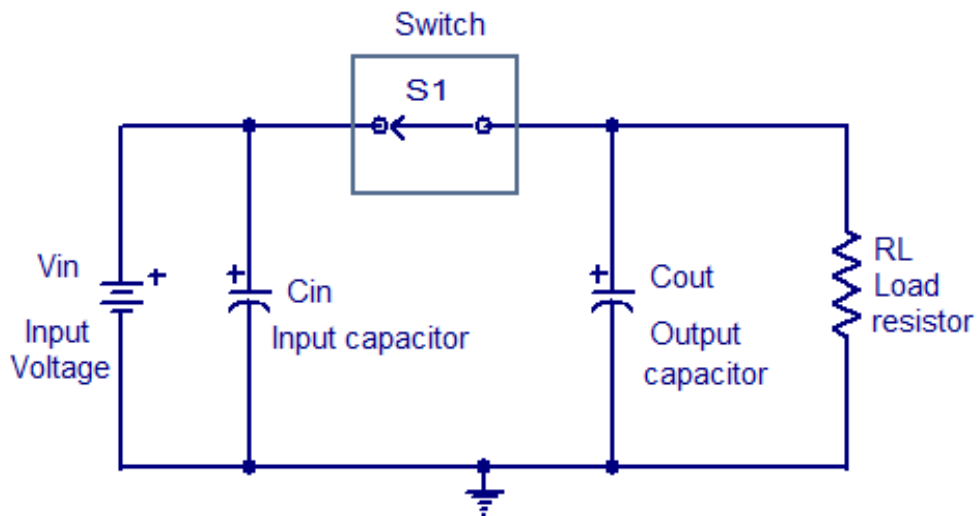 Switch
S1
Vin
+
Input
Voltage
+
Cin
Input capacitor
+
Cout
Output
capacitor
RL
Load
resistor